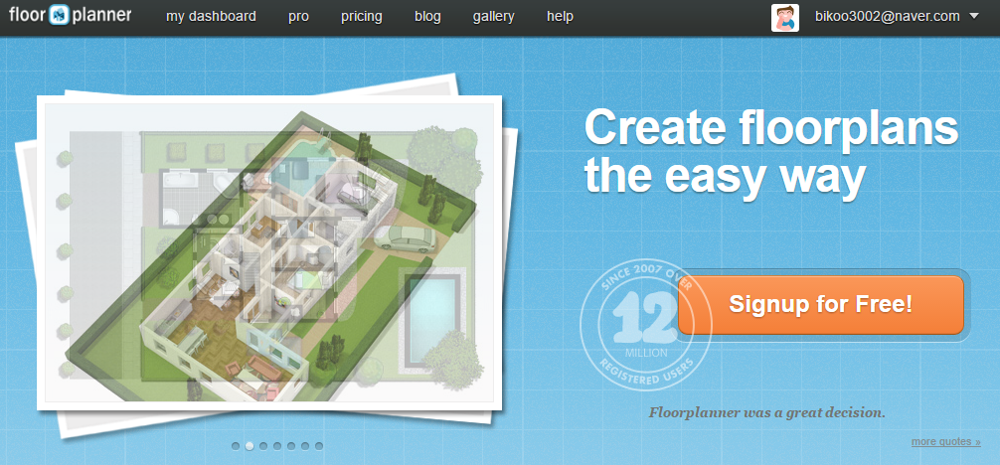 floor planner my dashboard pro pricing blog gallery help bikoo3002@naver.com
Create floorplans
the easy way
SINCE 2007 OVER
12
MILLION
REGISTERED USERS
Signup for Free!
Floorplanner was a great decision.
more quotes »